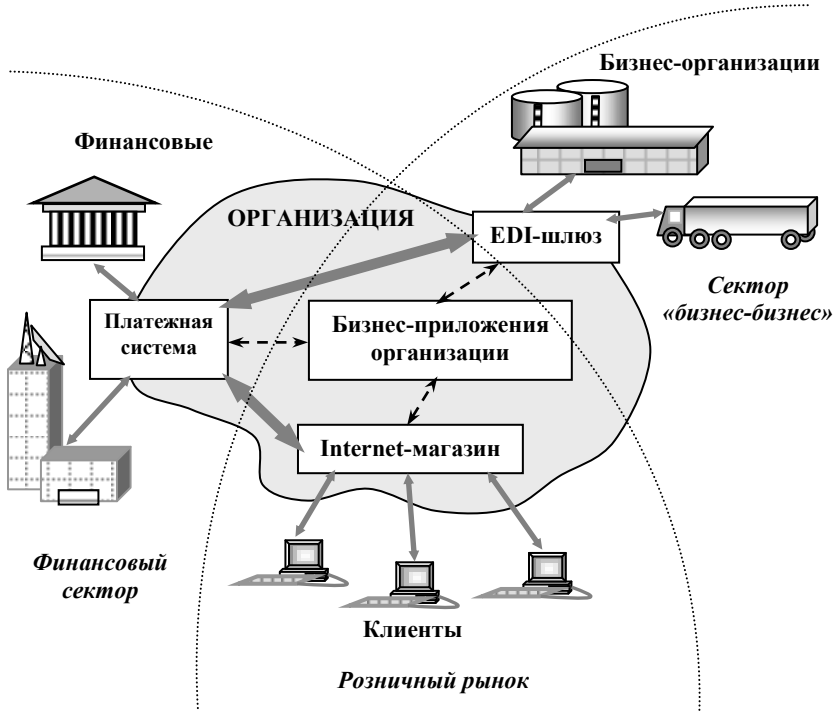 Бизнес-организации
Финансовые
ОРГАНИЗАЦИЯ
EDI-шлюз
Сектор
«бизнес-бизнес»
Платежная
система
Бизнес-приложения
организации
Internet-магазин
Финансовый
сектор
Клиенты
Розничный рынок